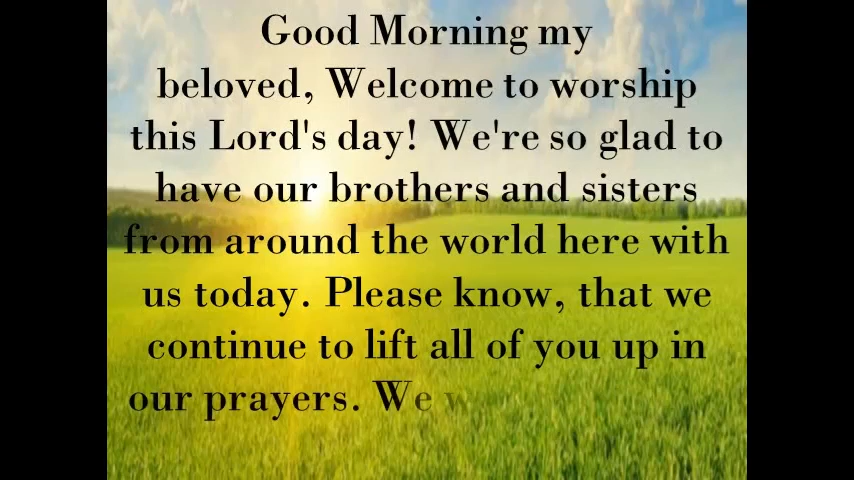 Good Morning my
beloved, Welcome to worship
this Lord's day! We're so glad to
have our brothers and sisters
from around the world here with
us today. Please know, that we
continue to lift all of you up in
our prayers. We w